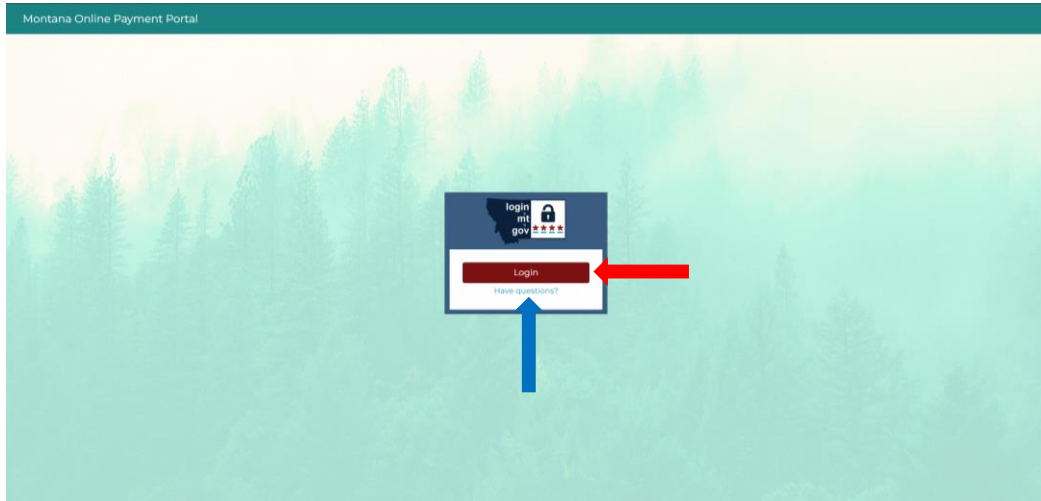 Montana Online Payment Portal
login
mt
gov
****
Login
Have questions?